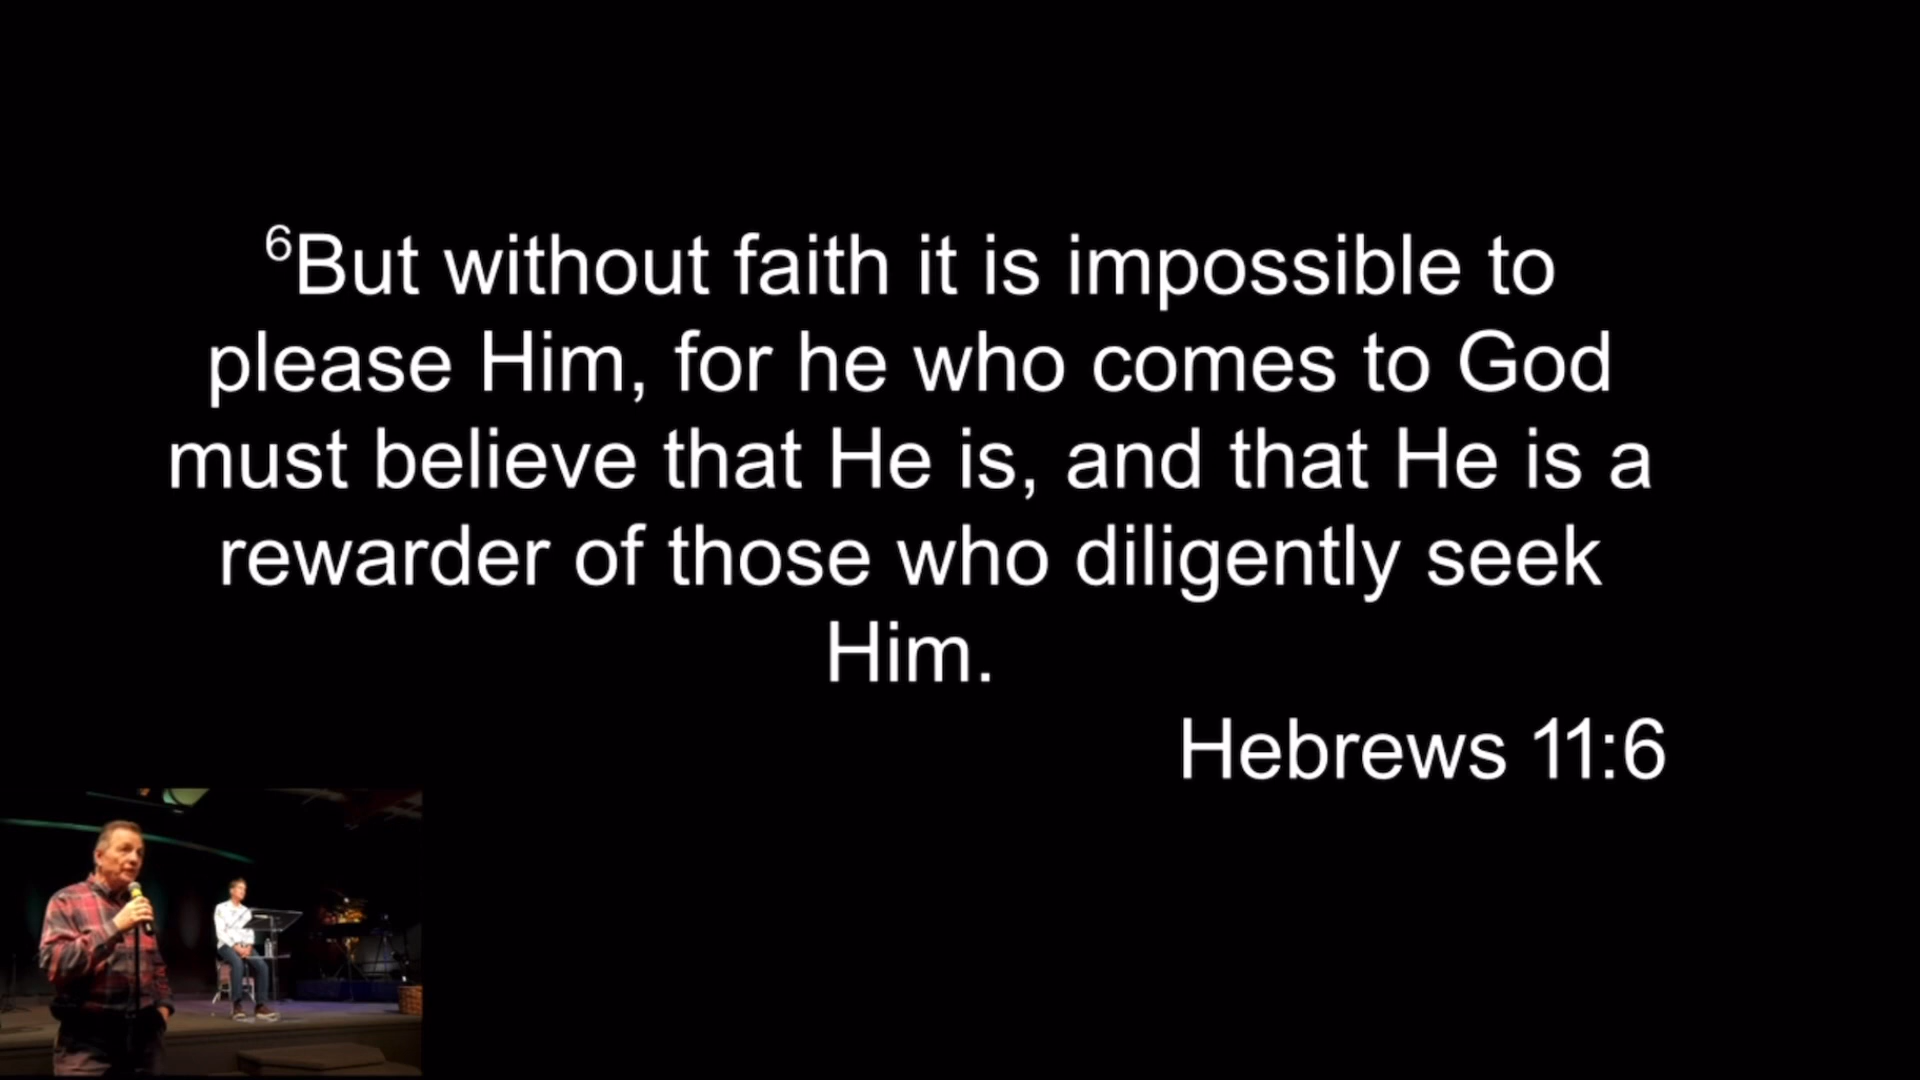 ⁶But without faith it is impossible to
please Him, for he who comes to God
must believe that He is, and that He is a
rewarder of those who diligently seek
Him.
Hebrews 11:6